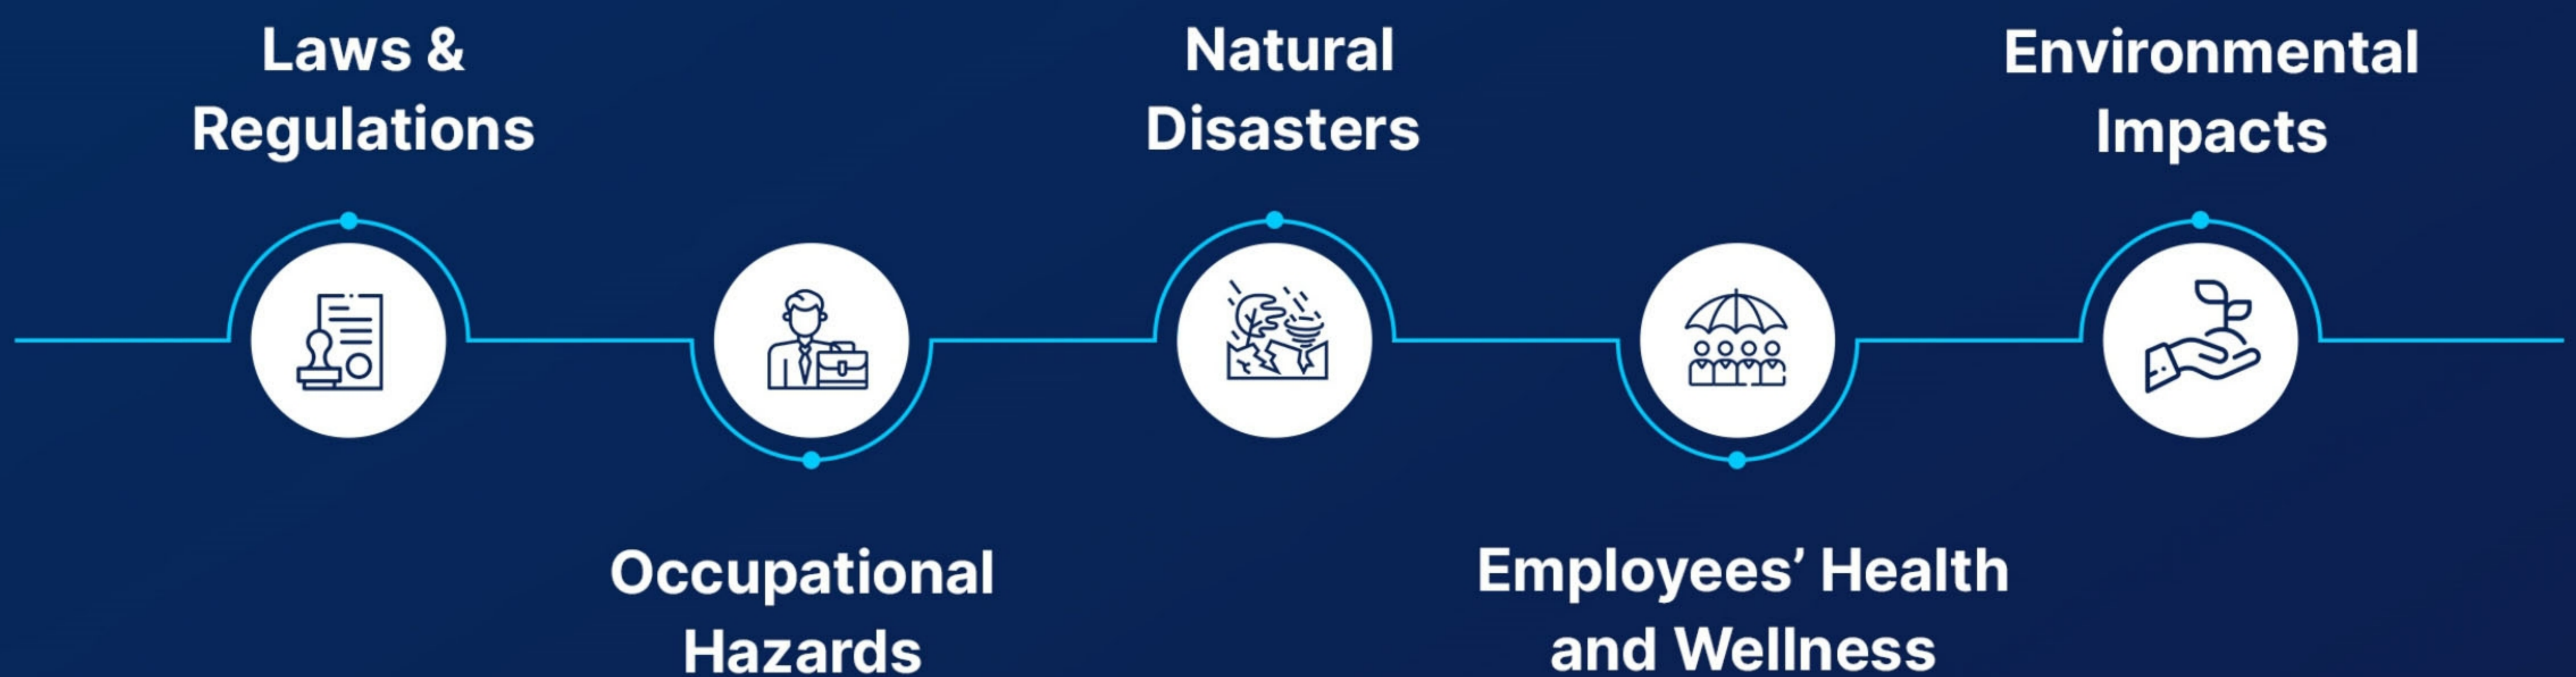 Laws &
Regulations
Occupational
Hazards
Natural
Disasters
Employees’ Health
and Wellness
Environmental
Impacts